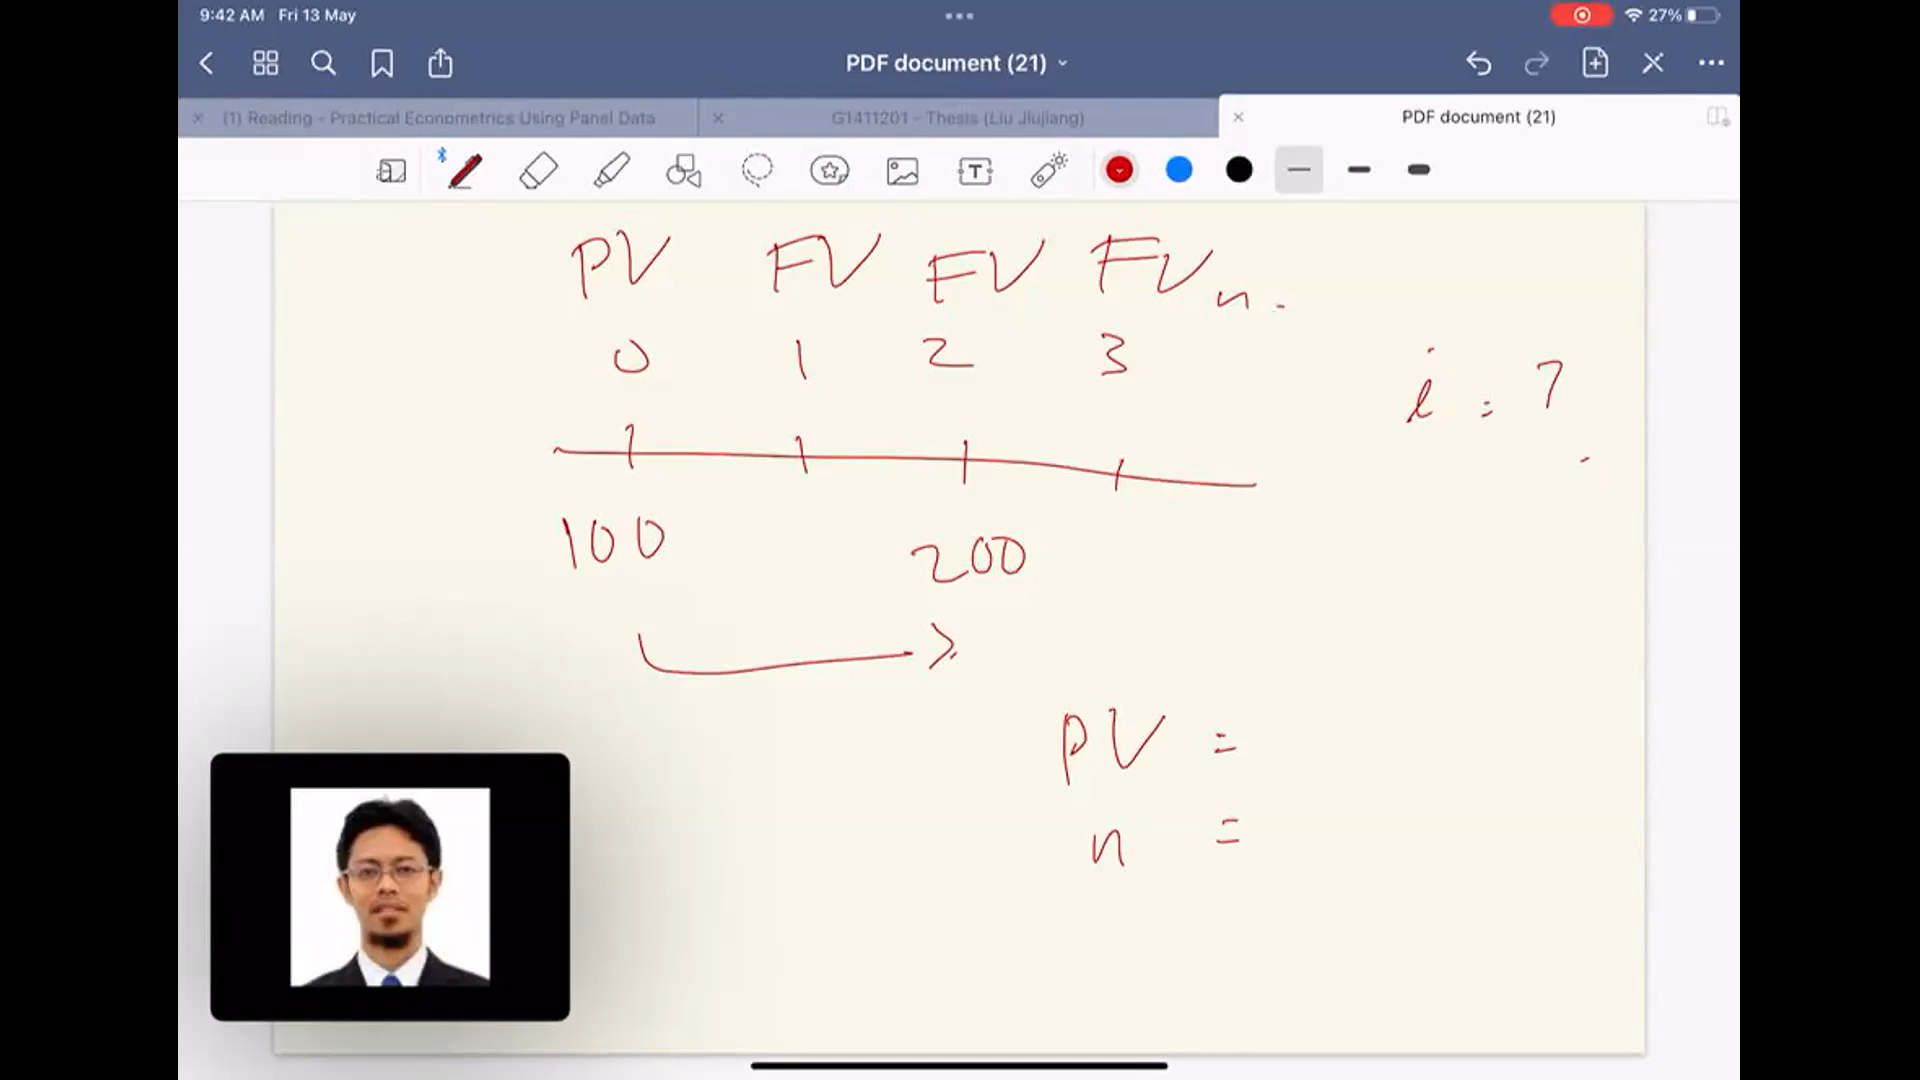 9:42 AM Fri 13 May
27%
PDF document (21)
(1) Reading - Practical Econometrics Using Panel Data
G1411201 - Thesis (Liu Jiujiang)
PDF document (21)
T
PV FV FV FVn.
0 1 2 3
i = ?
100 200
PV =
n =